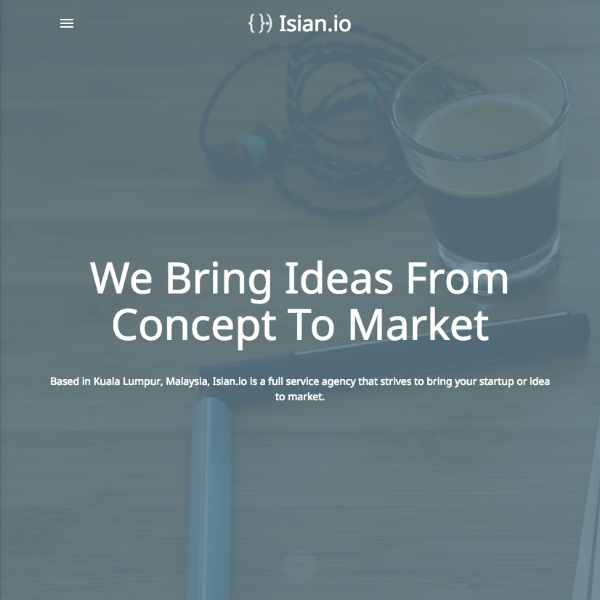 { } Isian.io
We Bring Ideas From
Concept To Market
Based in Kuala Lumpur, Malaysia, Isian.io is a full service agency that strives to bring your startup or idea
to market.